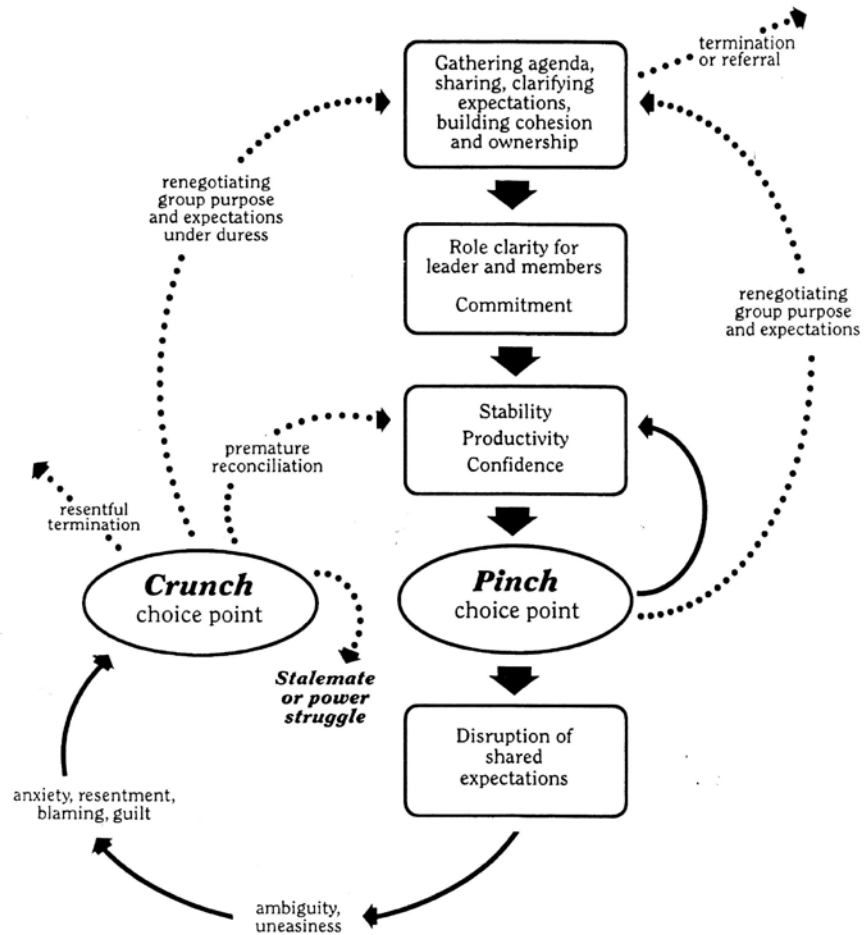 Gathering agenda,
sharing, clarifying
expectations,
building cohesion
and ownership
termination
or referral
renegotiating
group purpose
and expectations
under duress
Role clarity for
leader and members
Commitment
renegotiating
group purpose
and expectations
Stability
Productivity
Confidence
premature
reconciliation
resentful
termination
Crunch
choice point
Pinch
choice point
Stalemate
or power
struggle
Disruption of
shared
expectations
anxiety, resentment,
blaming, guilt
ambiguity,
uneasiness